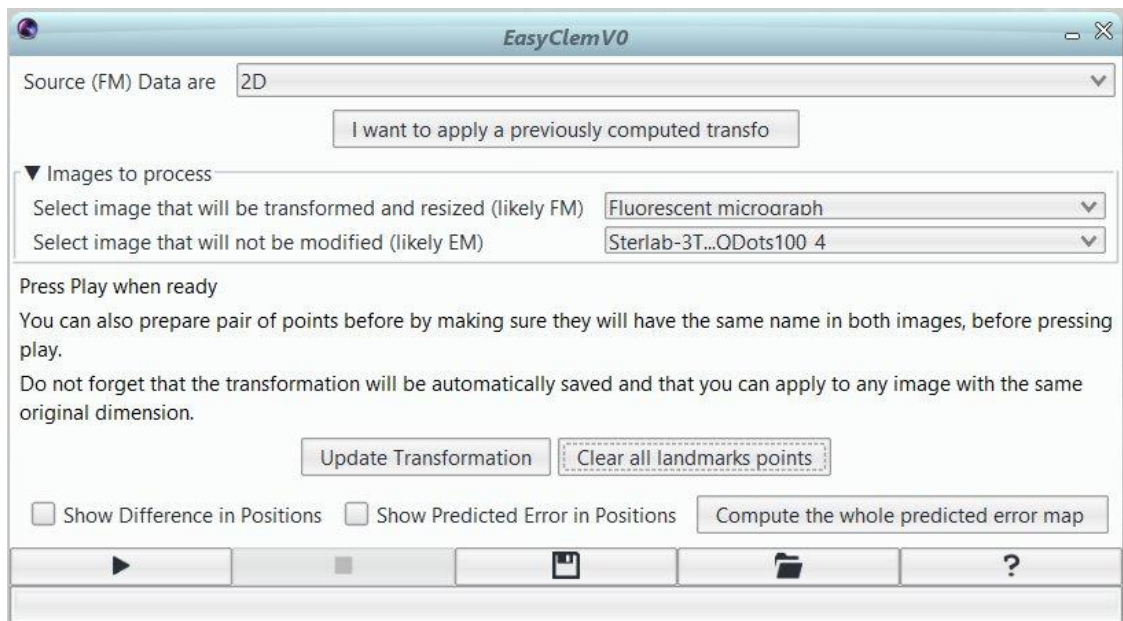 EasyClemV0
Source (FM) Data are 2D
I want to apply a previously computed transfo
Images to process
Select image that will be transformed and resized (likely FM) Fluorescent micrograph
Select image that will not be modified (likely EM) Sterlab-3T...QDots100 4
Press Play when ready
You can also prepare pair of points before by making sure they will have the same name in both images, before pressing
play.
Do not forget that the transformation will be automatically saved and that you can apply to any image with the same
original dimension.
Update Transformation Clear all landmarks points
Show Difference in Positions Show Predicted Error in Positions Compute the whole predicted error map
?